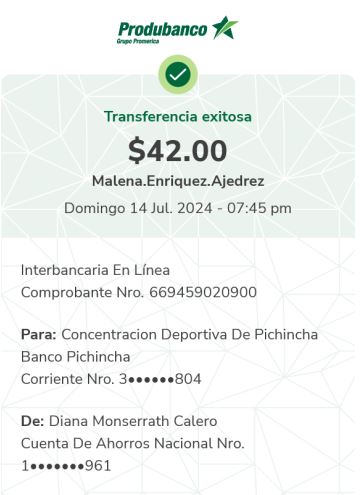 Produbanco
Grupo Promerica
Transferencia exitosa
$42.00
Malena.Enriquez.Ajedrez
Domingo 14 Jul. 2024 - 07:45 pm
Interbancaria En Línea
Comprobante Nro. 669459020900
Para: Concentracion Deportiva De Pichincha
Banco Pichincha
Corriente Nro. 3••••••804
De: Diana Monserrath Calero
Cuenta De Ahorros Nacional Nro.
1•••••••961